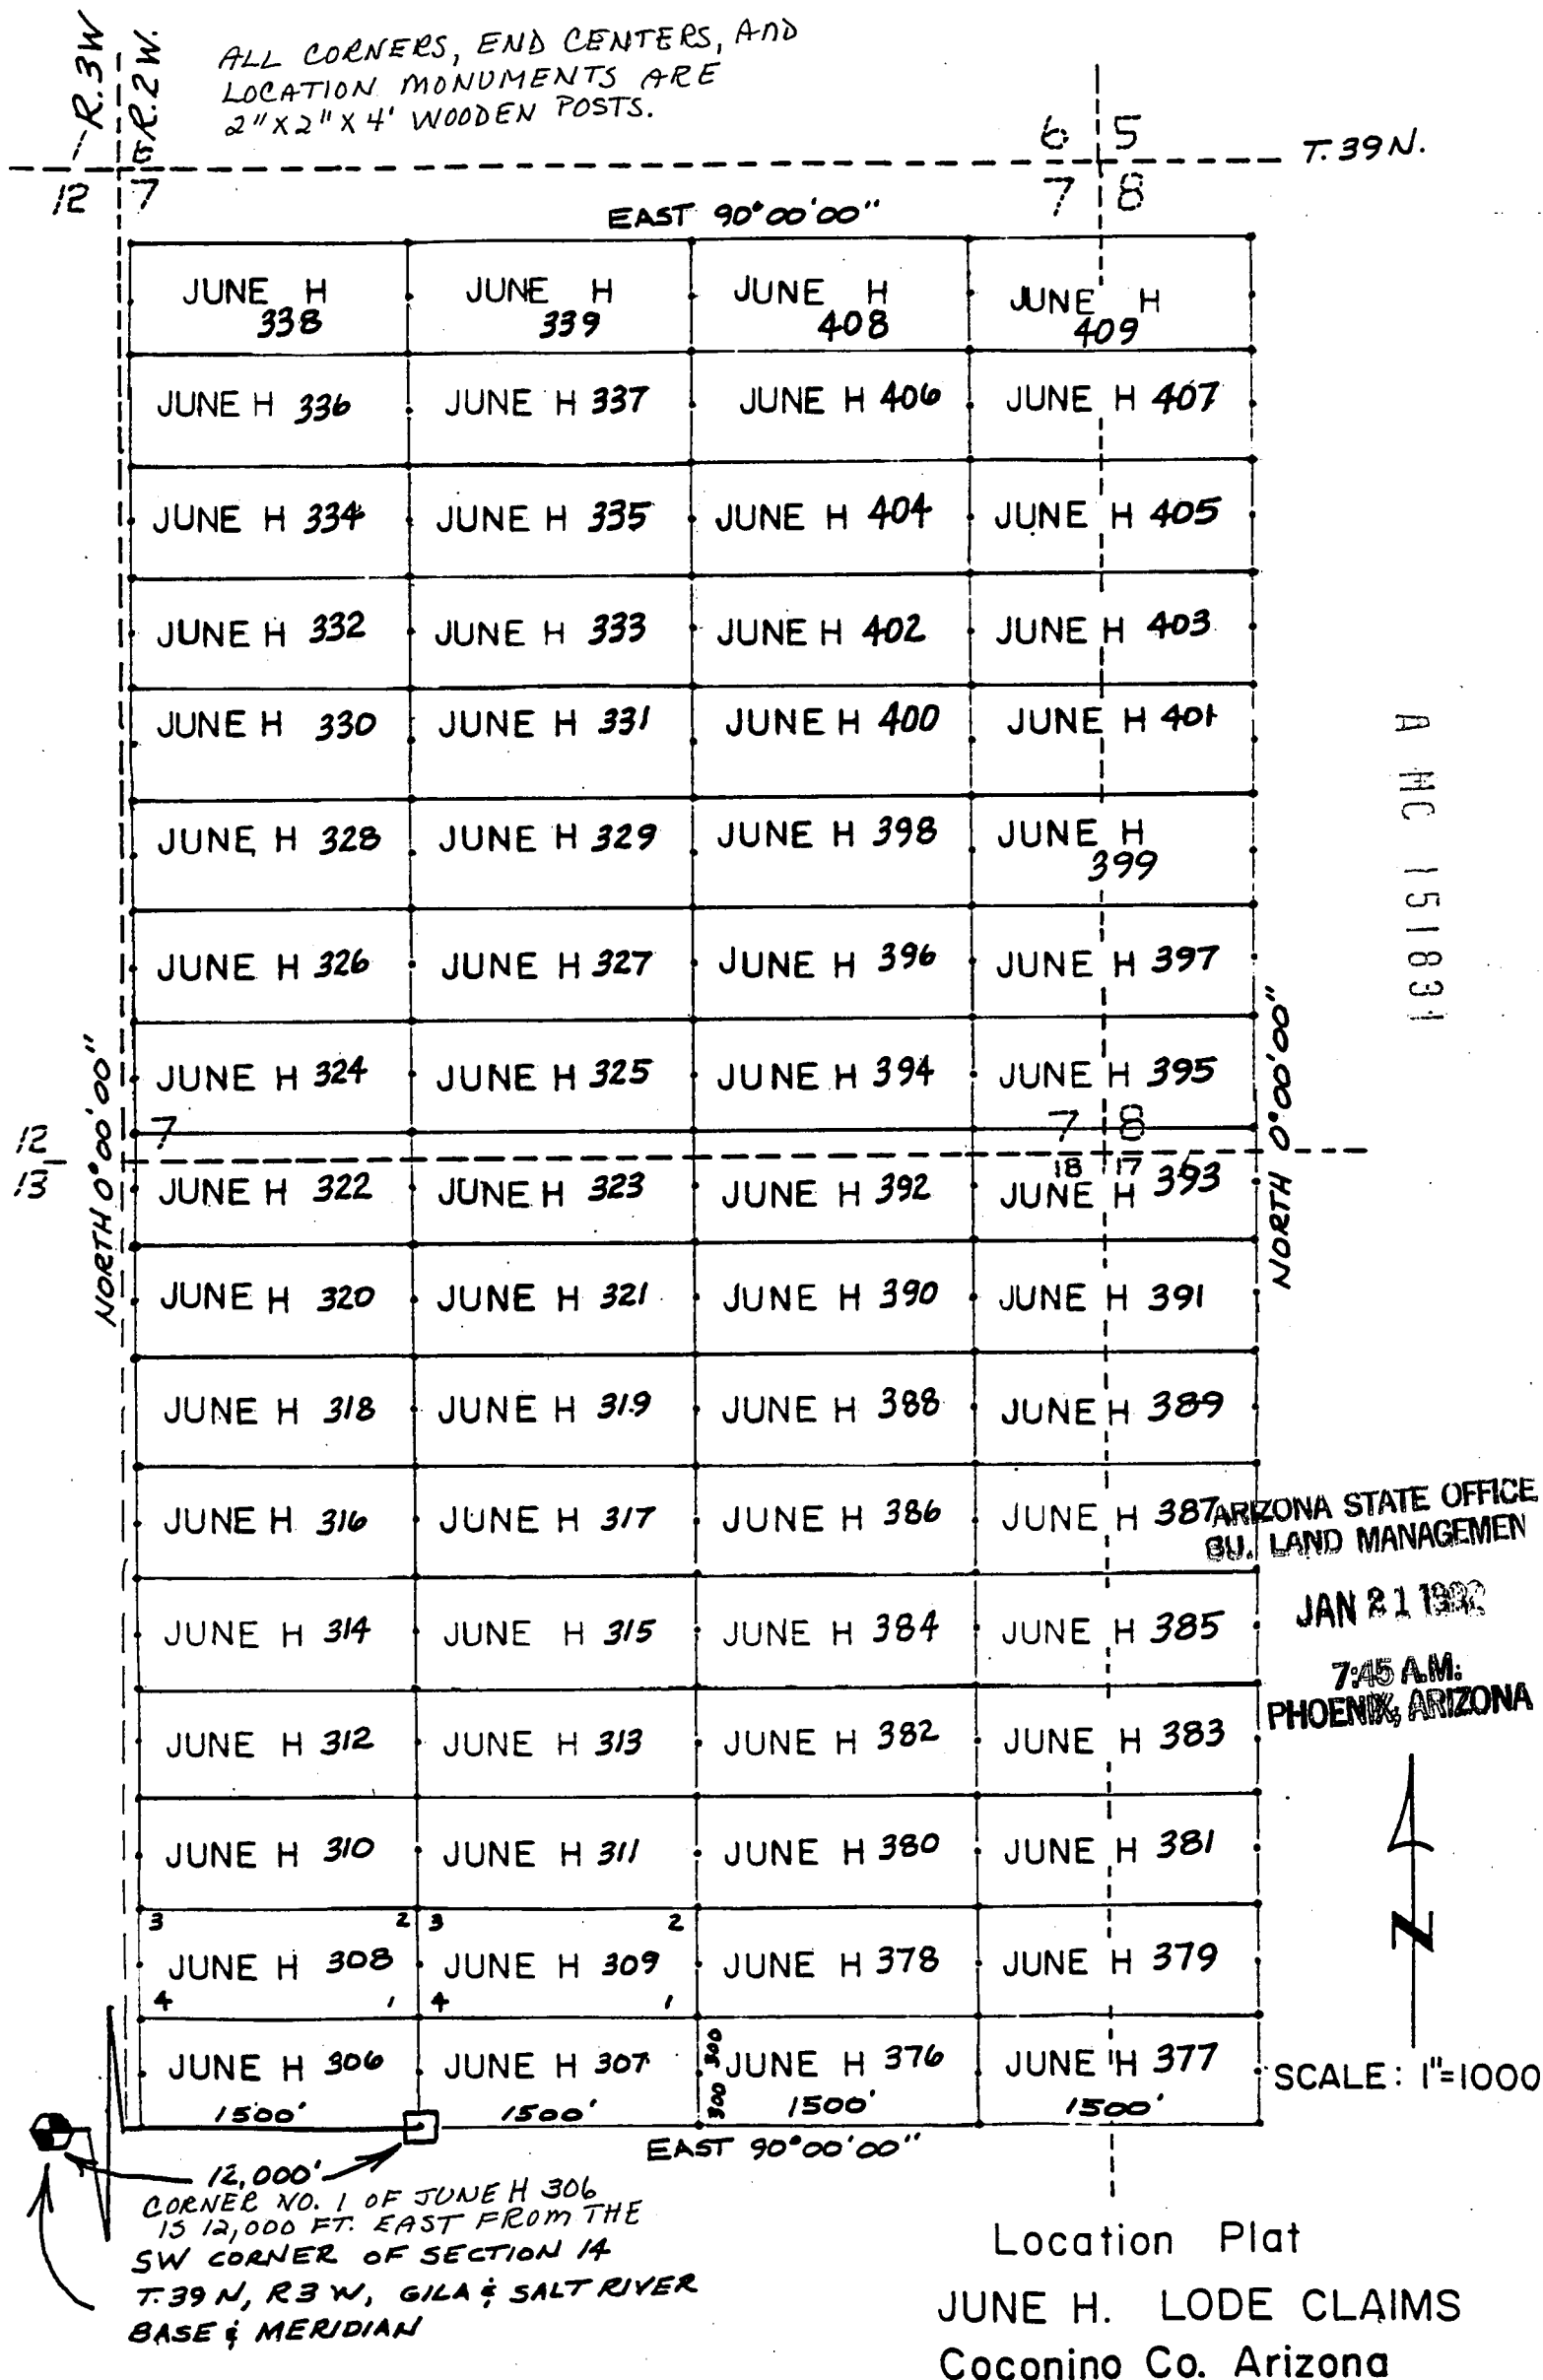 R.3W
R.2W.
ALL CORNERS, END CENTERS, AND
LOCATION MONUMENTS ARE
2"X2"X4' WOODEN POSTS.
6 5
T.39N.
12 7
7 8
EAST 90°00'00"
JUNE H 338
JUNE H 339
JUNE H 408
JUNE H 409
JUNE H 336
JUNE H 337
JUNE H 406
JUNE H 407
JUNE H 334
JUNE H 335
JUNE H 404
JUNE H 405
JUNE H 332
JUNE H 333
JUNE H 402
JUNE H 403
JUNE H 330
JUNE H 331
JUNE H 400
JUNE H 401
JUNE H 328
JUNE H 329
JUNE H 398
JUNE H 399
JUNE H 326
JUNE H 327
JUNE H 396
JUNE H 397
JUNE H 324
JUNE H 325
JUNE H 394
JUNE H 395
A MC 151831
NORTH 0°00'00"
NORTH 0°00'00"
12 7
7 8
13
18 17
JUNE H 322
JUNE H 323
JUNE H 392
JUNE H 393
JUNE H 320
JUNE H 321
JUNE H 390
JUNE H 391
JUNE H 318
JUNE H 319
JUNE H 388
JUNE H 389
JUNE H 316
JUNE H 317
JUNE H 386
JUNE H 387
ARIZONA STATE OFFICE
BU. LAND MANAGEMEN
JAN 21
7:45 A.M.
PHOENIX, ARIZONA
JUNE H 314
JUNE H 315
JUNE H 384
JUNE H 385
JUNE H 312
JUNE H 313
JUNE H 382
JUNE H 383
JUNE H 310
JUNE H 311
JUNE H 380
JUNE H 381
3 2 3 2
JUNE H 308
JUNE H 309
JUNE H 378
JUNE H 379
4 1 4 1
N
JUNE H 306
JUNE H 307
300 300
JUNE H 376
JUNE H 377
SCALE: 1"=1000
1500'
1500'
1500'
1500'
EAST 90°00'00"
12,000'
CORNER NO. 1 OF JUNE H 306
IS 12,000 FT. EAST FROM THE
SW CORNER OF SECTION 14
T.39 N, R3 W, GILA & SALT RIVER
BASE & MERIDIAN
Location Plat
JUNE H. LODE CLAIMS
Coconino Co. Arizona